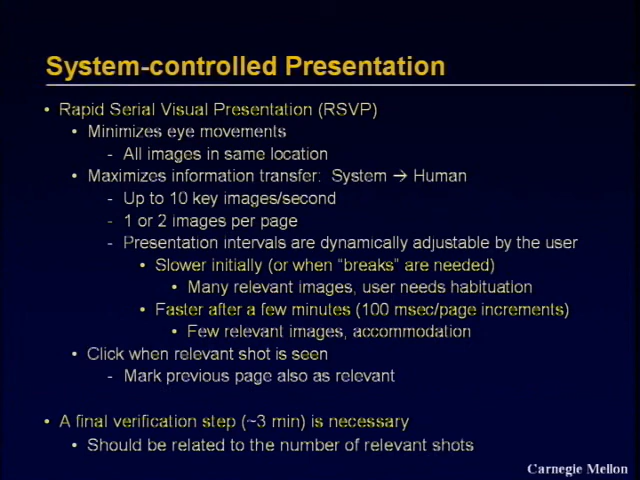 System-controlled Presentation
• Rapid Serial Visual Presentation (RSVP)
• Minimizes eye movements
- All images in same location
• Maximizes information transfer: System → Human
- Up to 10 key images/second
- 1 or 2 images per page
- Presentation intervals are dynamically adjustable by the user
• Slower initially (or when "breaks" are needed)
• Many relevant images, user needs habituation
• Faster after a few minutes (100 msec/page increments)
• Few relevant images, accommodation
• Click when relevant shot is seen
- Mark previous page also as relevant
• A final verification step (~3 min) is necessary
• Should be related to the number of relevant shots
Carnegie Mellon